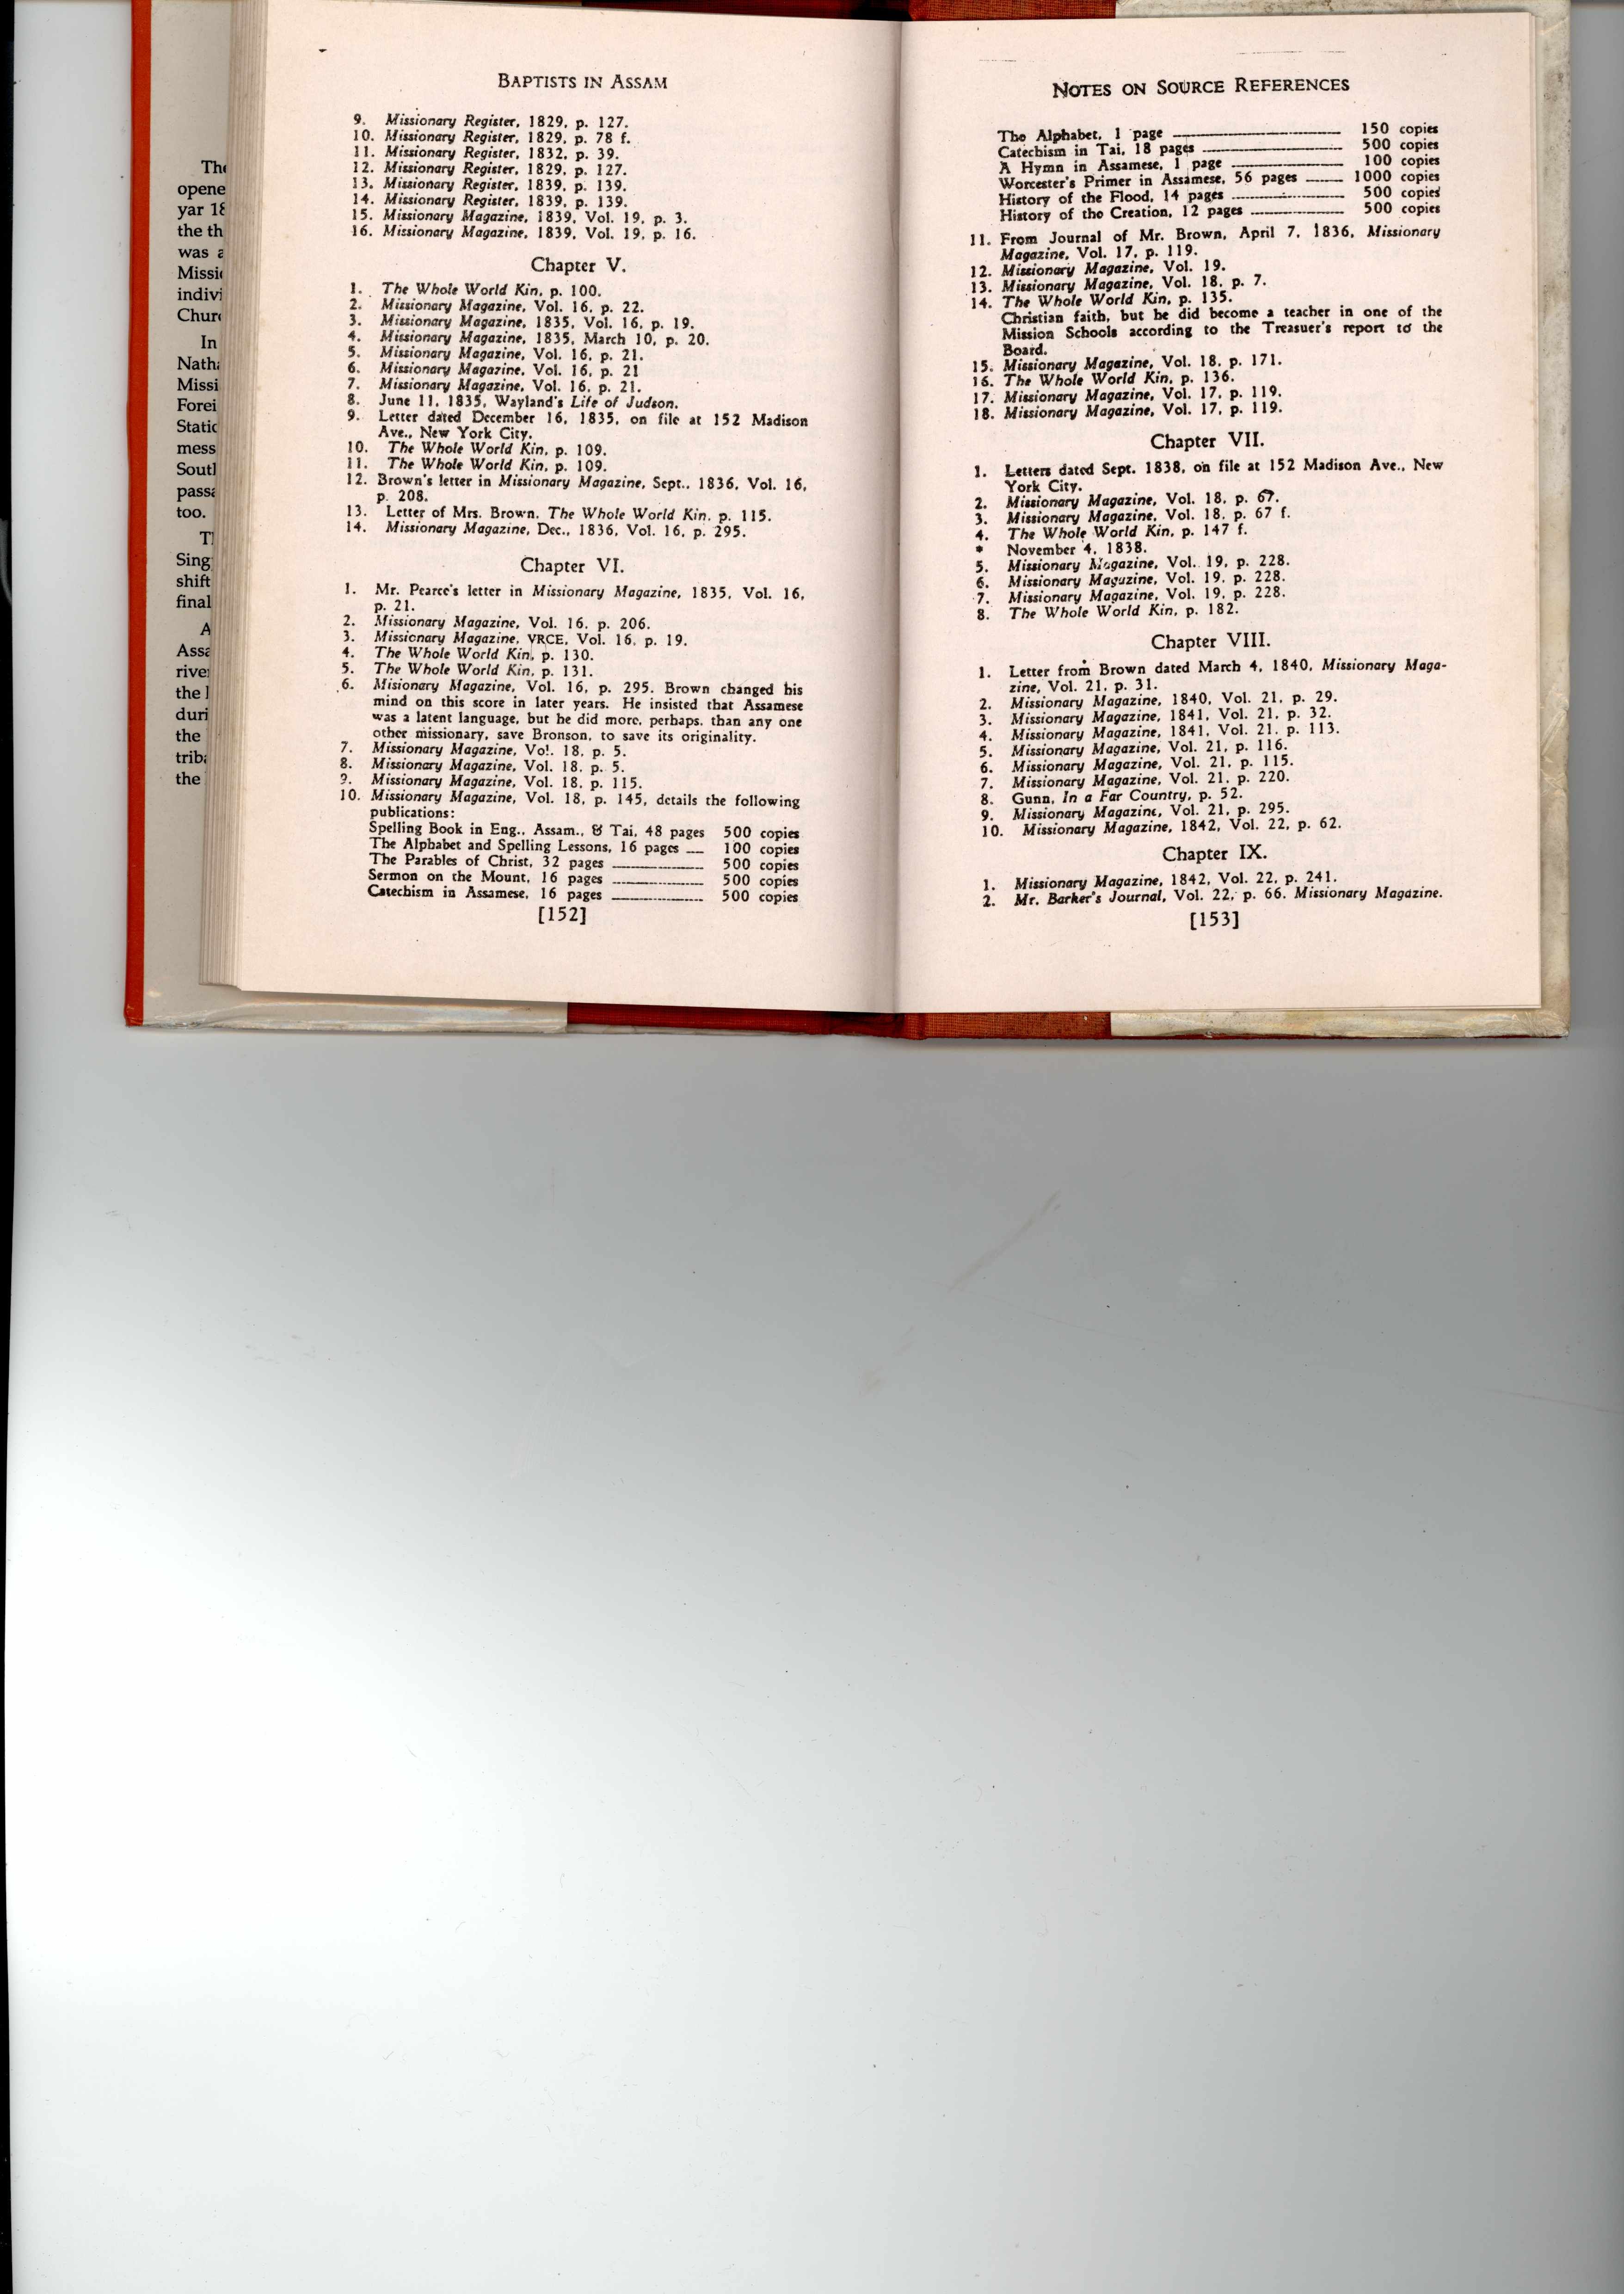 The
opene
yar 18
the th
was a
Missi
indivi
Churc
In
Natha
Missi
Forei
Static
mess
Soutl
passa
too.
Tl
Sing
shift
final
A
Assa
river
the l
duri
the
triba
the
BAPTISTS IN ASSAM
9. Missionary Register, 1829, p. 127.
10. Missionary Register, 1829, p. 78 f.
11. Missionary Register, 1832, p. 39.
12. Missionary Register, 1829, p. 127.
13. Missionary Register, 1839, p. 139.
14. Missionary Register, 1839, p. 139.
15. Missionary Magazine, 1839, Vol. 19, p. 3.
16. Missionary Magazine, 1839, Vol. 19, p. 16.
Chapter V.
1. The Whole World Kin, p. 100.
2. Missionary Magazine, Vol. 16, p. 22.
3. Missionary Magazine, 1835, Vol. 16, p. 19.
4. Missionary Magazine, 1835, March 10, p. 20.
5. Missionary Magazine, Vol. 16, p. 21.
6. Missionary Magazine, Vol. 16, p. 21
7. Missionary Magazine, Vol. 16, p. 21.
8. June 11, 1835, Wayland's Life of Judson.
9. Letter dated December 16, 1835, on file at 152 Madison
Ave., New York City.
10. The Whole World Kin, p. 109.
11. The Whole World Kin, p. 109.
12. Brown's letter in Missionary Magazine, Sept., 1836, Vol. 16,
p. 208.
13. Letter of Mrs. Brown. The Whole World Kin, p. 115.
14. Missionary Magazine, Dec., 1836, Vol. 16, p. 295.
Chapter VI.
1. Mr. Pearce's letter in Missionary Magazine, 1835, Vol. 16,
p. 21.
2. Missionary Magazine, Vol. 16, p. 206.
3. Missionary Magazine, VRCE, Vol. 16, p. 19.
4. The Whole World Kin, p. 130.
5. The Whole World Kin, p. 131.
6. Misionary Magazine, Vol. 16, p. 295. Brown changed his
mind on this score in later years. He insisted that Assamese
was a latent language, but he did more, perhaps, than any one
other missionary, save Bronson, to save its originality.
7. Missionary Magazine, Vol. 18, p. 5.
8. Missionary Magazine, Vol. 18, p. 5.
9. Missionary Magazine, Vol. 18, p. 115.
10. Missionary Magazine, Vol. 18, p. 145, details the following
publications:
Spelling Book in Eng., Assam., & Tai, 48 pages 500 copies
The Alphabet and Spelling Lessons, 16 pages 100 copies
The Parables of Christ, 32 pages 500 copies
Sermon on the Mount, 16 pages 500 copies
Catechism in Assamese, 16 pages 500 copies
[152]
NOTES ON SOURCE REFERENCES
The Alphabet, 1 page 150 copies
Catechism in Tai, 18 pages 500 copies
A Hymn in Assamese, 1 page 100 copies
Worcester's Primer in Assamese, 56 pages 1000 copies
History of the Flood, 14 pages 500 copies
History of the Creation, 12 pages 500 copies
11. From Journal of Mr. Brown, April 7, 1836, Missionary
Magazine, Vol. 17, p. 119.
12. Missionary Magazine, Vol. 19.
13. Missionary Magazine, Vol. 18, p. 7.
14. The Whole World Kin, p. 135.
Christian faith, but he did become a teacher in one of the
Mission Schools according to the Treasuer's report to the
Board.
15. Missionary Magazine, Vol. 18, p. 171.
16. The Whole World Kin, p. 136.
17. Missionary Magazine, Vol. 17, p. 119.
18. Missionary Magazine, Vol. 17, p. 119.
Chapter VII.
1. Letters dated Sept. 1838, on file at 152 Madison Ave., New
York City.
2. Missionary Magazine, Vol. 18, p. 67.
3. Missionary Magazine, Vol. 18, p. 67 f.
4. The Whole World Kin, p. 147 f.
* November 4, 1838.
5. Missionary Magazine, Vol. 19, p. 228.
6. Missionary Magazine, Vol. 19, p. 228.
7. Missionary Magazine, Vol. 19, p. 228.
8. The Whole World Kin, p. 182.
Chapter VIII.
1. Letter from Brown dated March 4, 1840, Missionary Maga-
zine, Vol. 21, p. 31.
2. Missionary Magazine, 1840, Vol. 21, p. 29.
3. Missionary Magazine, 1841, Vol. 21, p. 32.
4. Missionary Magazine, 1841, Vol. 21, p. 113.
5. Missionary Magazine, Vol. 21, p. 116.
6. Missionary Magazine, Vol. 21, p. 115.
7. Missionary Magazine, Vol. 21, p. 220.
8. Gunn, In a Far Country, p. 52.
9. Missionary Magazine, Vol. 21, p. 295.
10. Missionary Magazine, 1842, Vol. 22, p. 62.
Chapter IX.
1. Missionary Magazine, 1842, Vol. 22, p. 241.
2. Mr. Barker's Journal, Vol. 22, p. 66. Missionary Magazine.
[153]